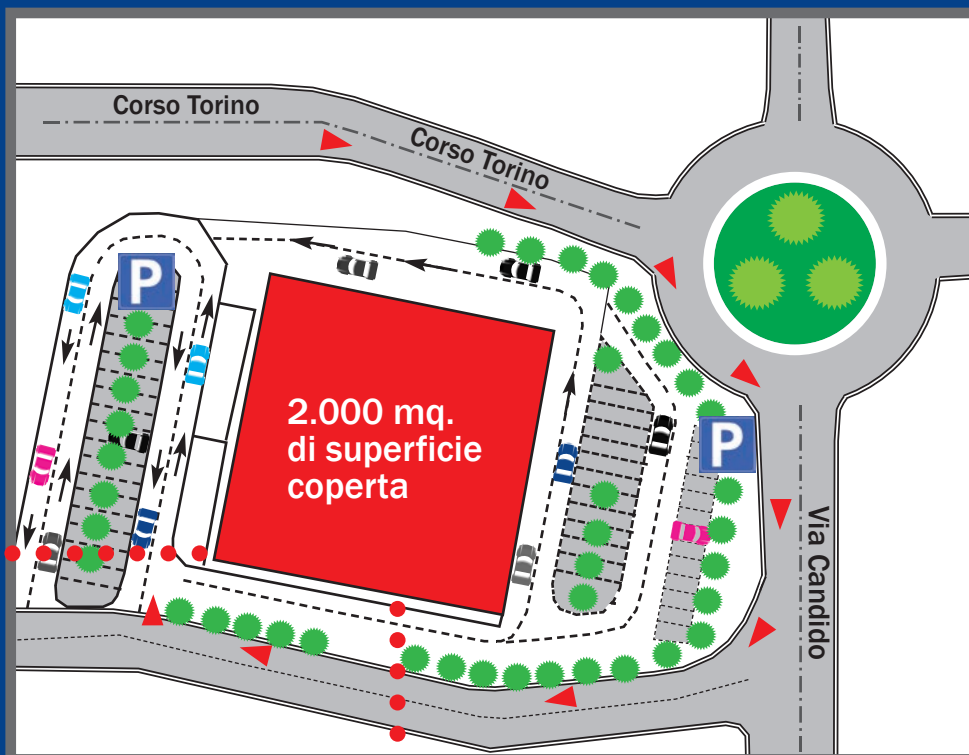 Corso Torino
Corso Torino
P
2.000 mq.
di superficie
coperta
P
Via Candido